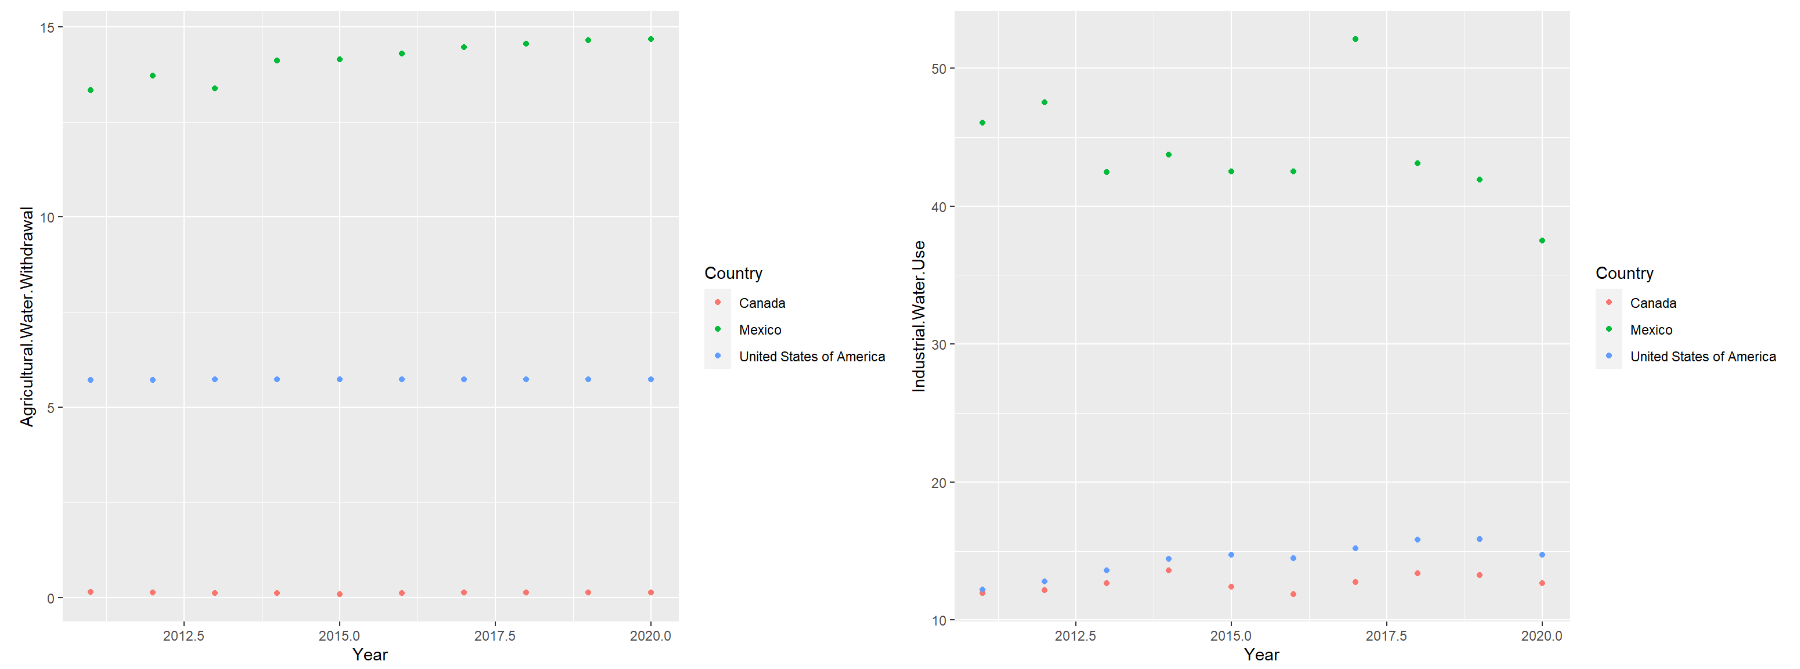 15
10
5
0
Agricultural.Water.Withdrawal
2012.5 2015.0 2017.5 2020.0
Year
Country
Canada
Mexico
United States of America
50
40
30
20
10
Industrial.Water.Use
2012.5 2015.0 2017.5 2020.0
Year
Country
Canada
Mexico
United States of America